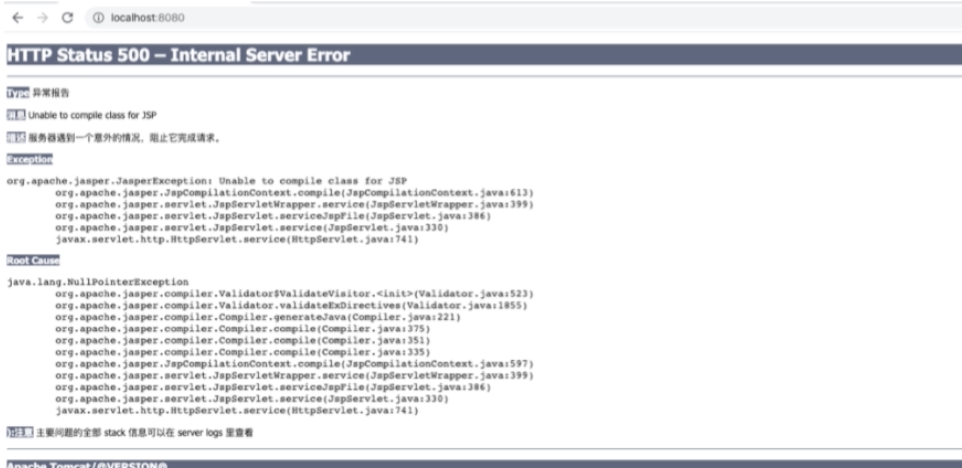 localhost:8080
HTTP Status 500 – Internal Server Error
Type 异常报告
消息 Unable to compile class for JSP
描述 服务器遇到一个意外的情况，阻止它完成请求。
Exception
org.apache.jasper.JasperException: Unable to compile class for JSP
org.apache.jasper.JspCompilationContext.compile(JspCompilationContext.java:613)
org.apache.jasper.servlet.JspServletWrapper.service(JspServletWrapper.java:399)
org.apache.jasper.servlet.JspServlet.serviceJspFile(JspServlet.java:386)
org.apache.jasper.servlet.JspServlet.service(JspServlet.java:330)
javax.servlet.http.HttpServlet.service(HttpServlet.java:741)
Root Cause
java.lang.NullPointerException
org.apache.jasper.compiler.Validator$ValidateVisitor.<init>(Validator.java:523)
org.apache.jasper.compiler.Validator.validateExDirectives(Validator.java:1855)
org.apache.jasper.compiler.Compiler.generateJava(Compiler.java:221)
org.apache.jasper.compiler.Compiler.compile(Compiler.java:375)
org.apache.jasper.compiler.Compiler.compile(Compiler.java:351)
org.apache.jasper.compiler.Compiler.compile(Compiler.java:335)
org.apache.jasper.JspCompilationContext.compile(JspCompilationContext.java:597)
org.apache.jasper.servlet.JspServletWrapper.service(JspServletWrapper.java:399)
org.apache.jasper.servlet.JspServlet.serviceJspFile(JspServlet.java:386)
org.apache.jasper.servlet.JspServlet.service(JspServlet.java:330)
javax.servlet.http.HttpServlet.service(HttpServlet.java:741)
):注意 主要问题的全部 stack 信息可以在 server logs 里查看
Apache Tomcat/@VERSION@